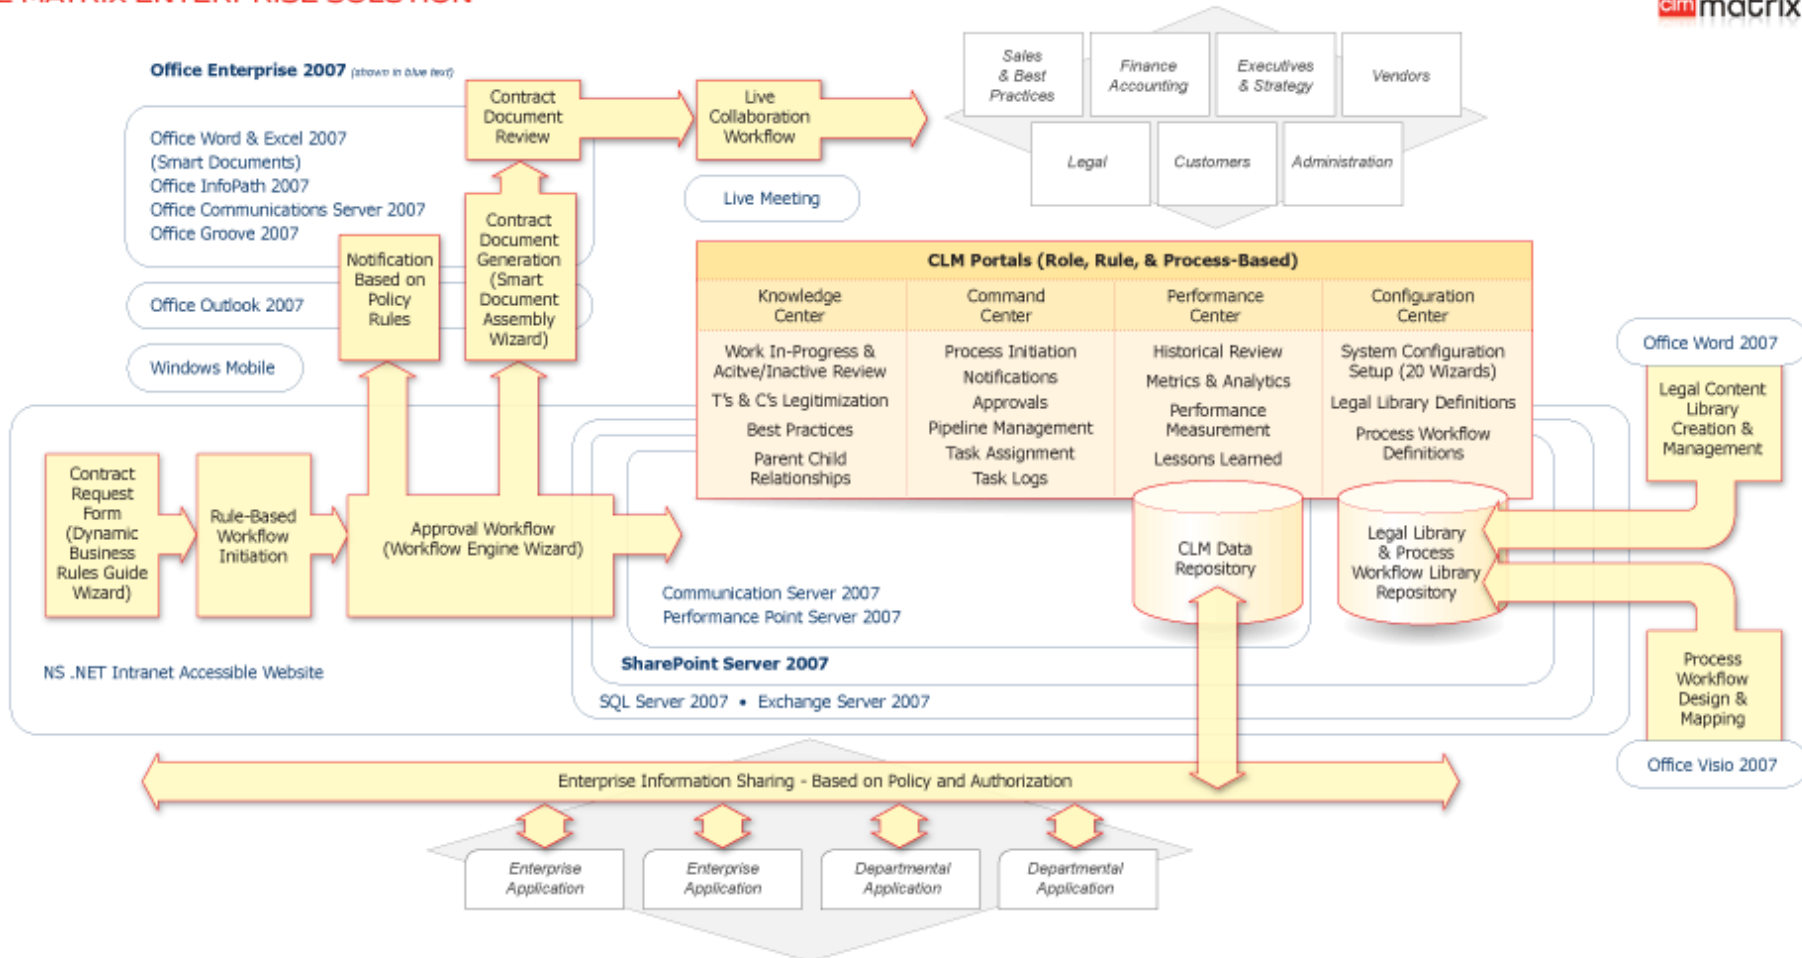 MATRIX ENTERPRISE SOLUTION
clm matrix
Office Enterprise 2007 (shown in blue text)
Office Word & Excel 2007
(Smart Documents)
Office InfoPath 2007
Office Communications Server 2007
Office Groove 2007
Office Outlook 2007
Windows Mobile
Contract
Document
Review
Live
Collaboration
Workflow
Live Meeting
Sales
& Best
Practices
Finance
Accounting
Executives
& Strategy
Vendors
Legal
Customers
Administration
Notification
Based on
Policy
Rules
Contract
Document
Generation
(Smart
Document
Assembly
Wizard)
CLM Portals (Role, Rule, & Process-Based)
Knowledge
Center
Work In-Progress &
Acitve/Inactive Review
T's & C's Legitimization
Best Practices
Parent Child
Relationships
Command
Center
Process Initiation
Notifications
Approvals
Pipeline Management
Task Assignment
Task Logs
Performance
Center
Historical Review
Metrics & Analytics
Performance
Measurement
Lessons Learned
Configuration
Center
System Configuration
Setup (20 Wizards)
Legal Library Definitions
Process Workflow
Definitions
Office Word 2007
Legal Content
Library
Creation &
Management
Contract
Request
Form
(Dynamic
Business
Rules Guide
Wizard)
Rule-Based
Workflow
Initiation
Approval Workflow
(Workflow Engine Wizard)
CLM Data
Repository
Legal Library
& Process
Workflow Library
Repository
Communication Server 2007
Performance Point Server 2007
SharePoint Server 2007
SQL Server 2007 • Exchange Server 2007
NS .NET Intranet Accessible Website
Process
Workflow
Design &
Mapping
Office Visio 2007
Enterprise Information Sharing - Based on Policy and Authorization
Enterprise
Application
Enterprise
Application
Departmental
Application
Departmental
Application